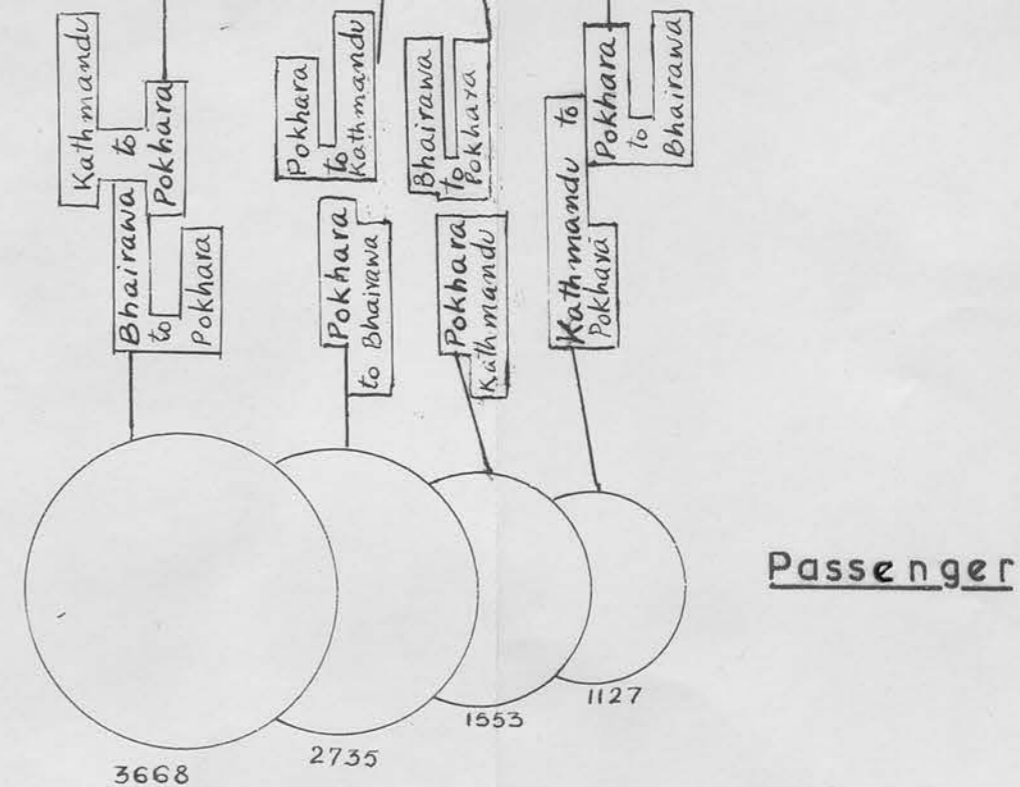 Kathmandu
to
Pokhara
Bhairawa
to
Pokhara
Pokhara
to
Kathmandu
Pokhara
to Bhairawa
Bhairawa
to
Pokhara
Pokhara
Kathmandu
Kathmandu to
Pokhara
Pokhara
to
Bhairawa
Passenger
3668
2735
1553
1127